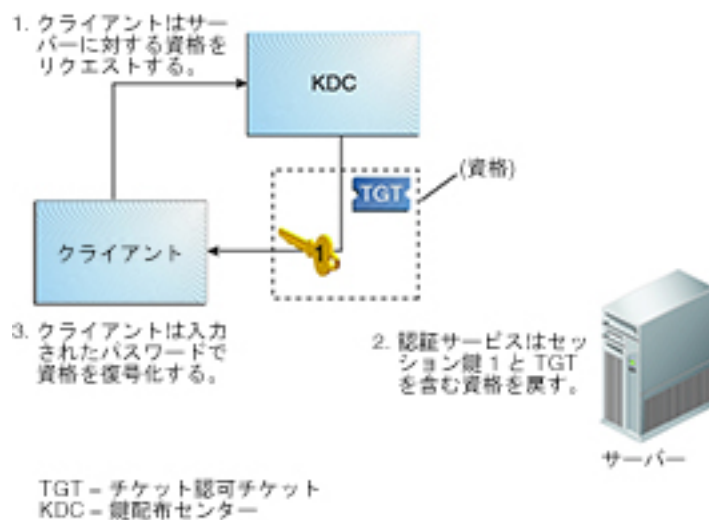 1. クライアントはサー
バーに対する資格を
リクエストする。
KDC
(資格)
TGT
1
クライアント
3. クライアントは入力
されたパスワードで
資格を復号化する。
2. 認証サービスはセッ
ション鍵 1 と TGT
を含む資格を戻す。
サーバー
TGT = チケット認可チケット
KDC = 鍵配布センター